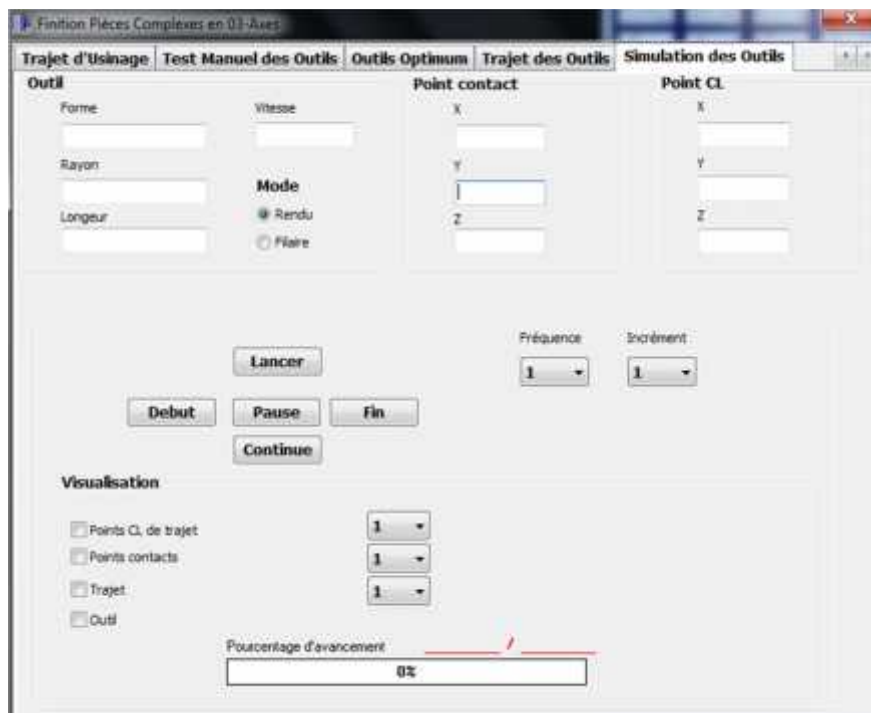 Finition Pièces Complexes en 03-Axes
Trajet d'Usinage Test Manuel des Outils Outils Optimum Trajet des Outils Simulation des Outils
Outil Point contact Point CL
Forme Vitesse X X
Rayon Y Y
Mode
Longeur Rendu Z Z
Filaire
Fréquence Incrément
Lancer 1 1
Debut Pause Fin
Continue
Visualisation
Points CL de trajet 1
Points contacts 1
Trajet 1
Outil
Pourcentage d'avancement /
0%